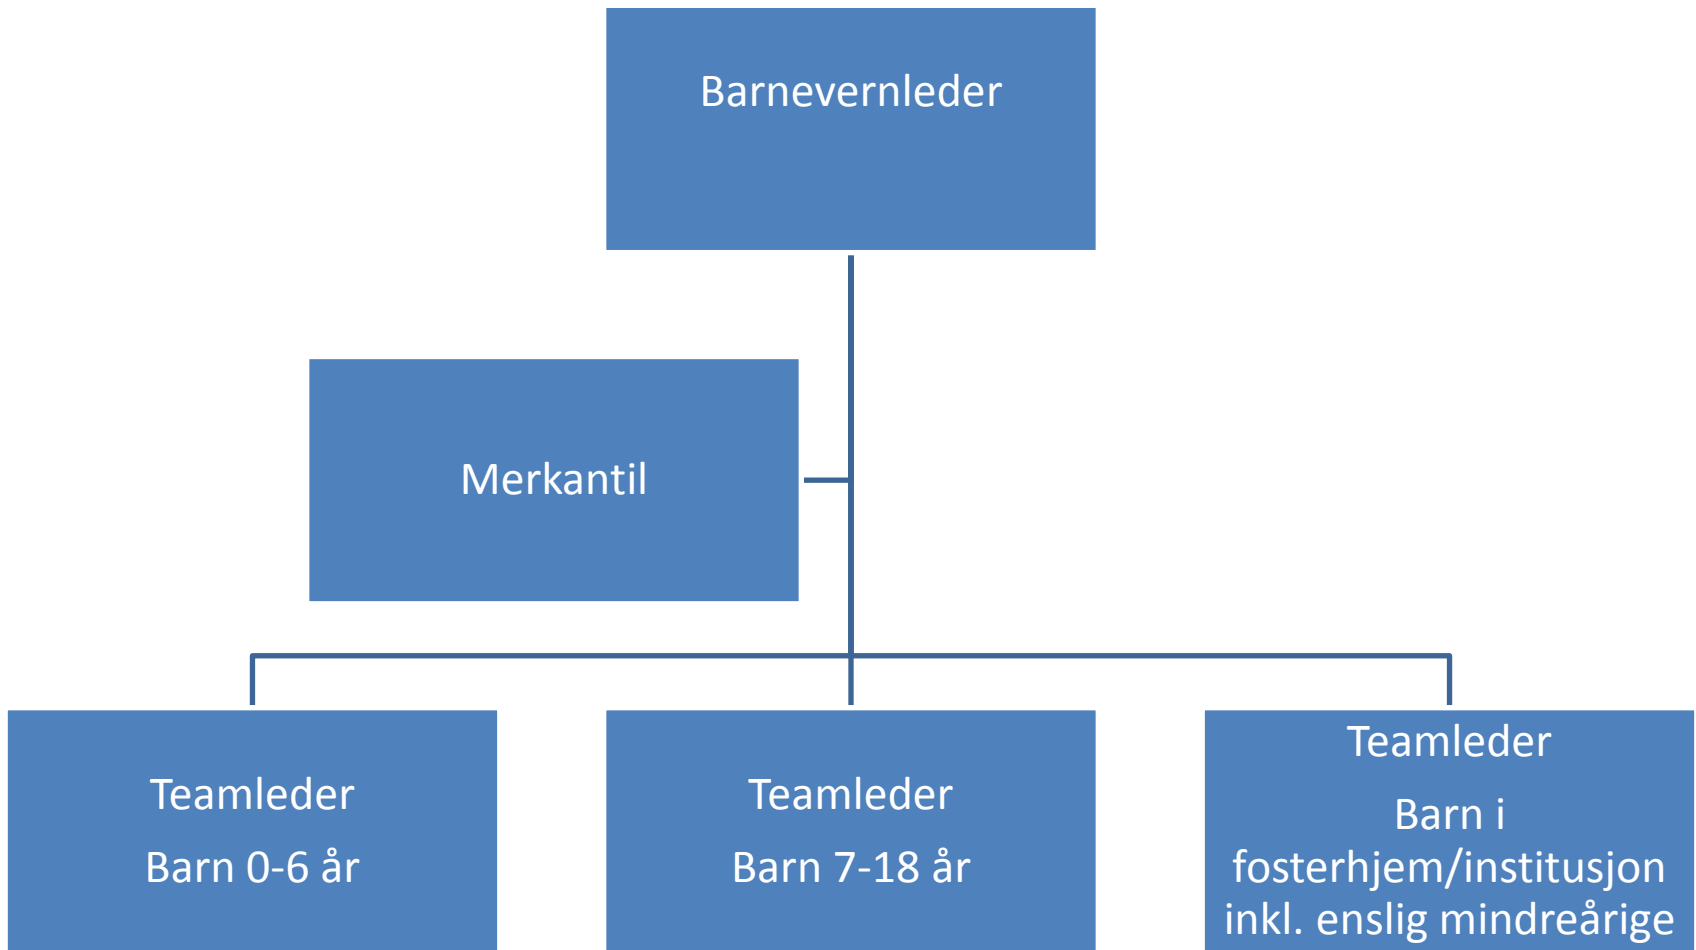 Barnevernleder
Merkantil
Teamleder
Barn 0-6 år
Teamleder
Barn 7-18 år
Teamleder
Barn i
fosterhjem/institusjon
inkl. enslig mindreårige